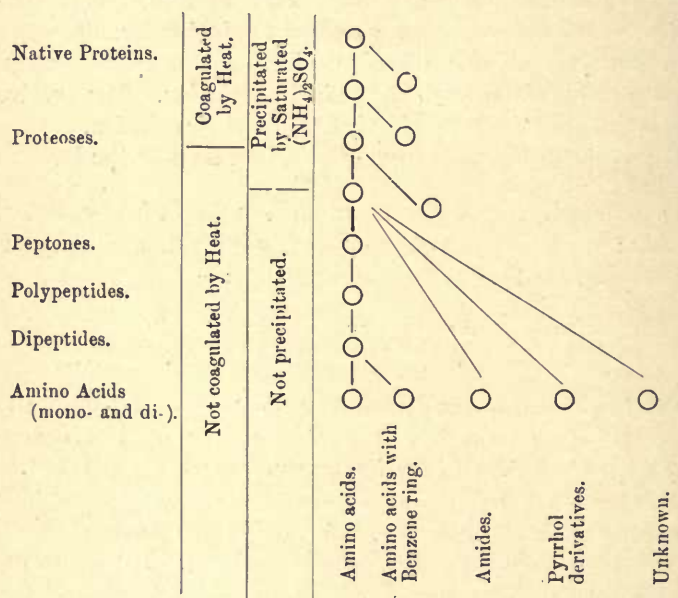 Native Proteins.
Proteoses.
Peptones.
Polypeptides.
Dipeptides.
Amino Acids
(mono- and di-).
Coagulated
by Heat.
Not coagulated by Heat.
Precipitated
by Saturated
(NH₄)₂SO₄.
Not precipitated.
Amino acids.
Amino acids with
Benzene ring.
Amides.
Pyrrhol
derivatives.
Unknown.